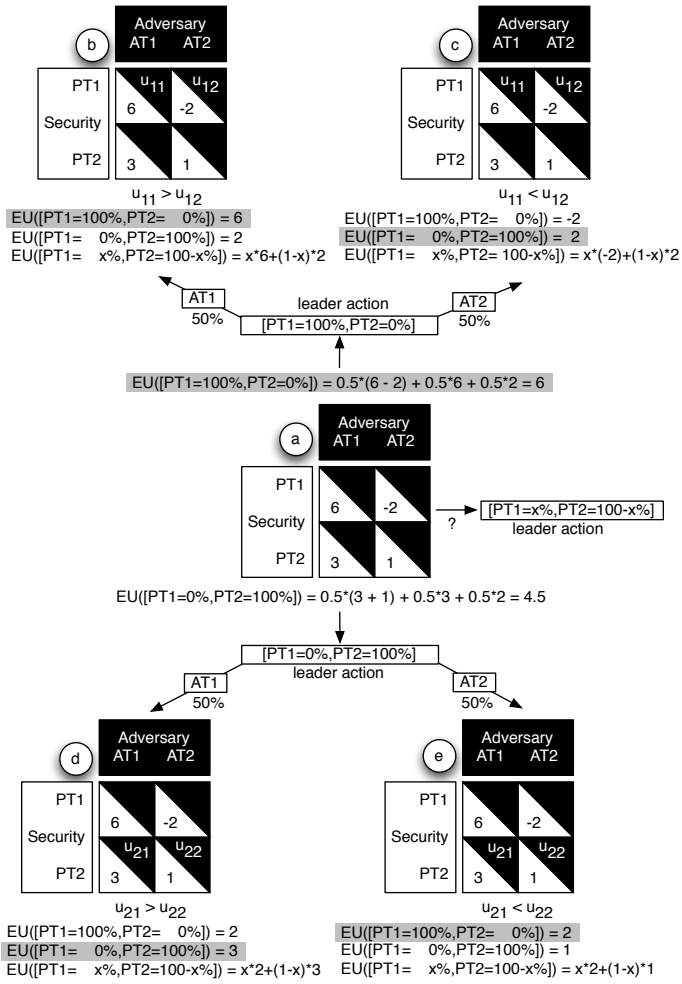 b Adversary
AT1 AT2
PT1 u11 u12
6 -2
Security
PT2
3 1
u11 > u12
EU([PT1=100%,PT2= 0%]) = 6
EU([PT1= 0%,PT2=100%]) = 2
EU([PT1= x%,PT2=100-x%]) = x*6+(1-x)*2
c Adversary
AT1 AT2
PT1 u11 u12
6 -2
Security
PT2
3 1
u11 < u12
EU([PT1=100%,PT2= 0%]) = -2
EU([PT1= 0%,PT2=100%]) = 2
EU([PT1= x%,PT2= 100-x%]) = x*(-2)+(1-x)*2
AT1
50%
leader action
[PT1=100%,PT2=0%]
AT2
50%
EU([PT1=100%,PT2=0%]) = 0.5*(6 - 2) + 0.5*6 + 0.5*2 = 6
a Adversary
AT1 AT2
PT1
6 -2
Security
PT2
3 1
?
[PT1=x%,PT2=100-x%]
leader action
EU([PT1=0%,PT2=100%]) = 0.5*(3 + 1) + 0.5*3 + 0.5*2 = 4.5
[PT1=0%,PT2=100%]
leader action
AT1
50%
AT2
50%
d Adversary
AT1 AT2
PT1
6 -2
Security
u21 u22
PT2
3 1
u21 > u22
EU([PT1=100%,PT2= 0%]) = 2
EU([PT1= 0%,PT2=100%]) = 3
EU([PT1= x%,PT2=100-x%]) = x*2+(1-x)*3
e Adversary
AT1 AT2
PT1
6 -2
Security
u21 u22
PT2
3 1
u21 < u22
EU([PT1=100%,PT2= 0%]) = 2
EU([PT1= 0%,PT2=100%]) = 1
EU([PT1= x%,PT2=100-x%]) = x*2+(1-x)*1